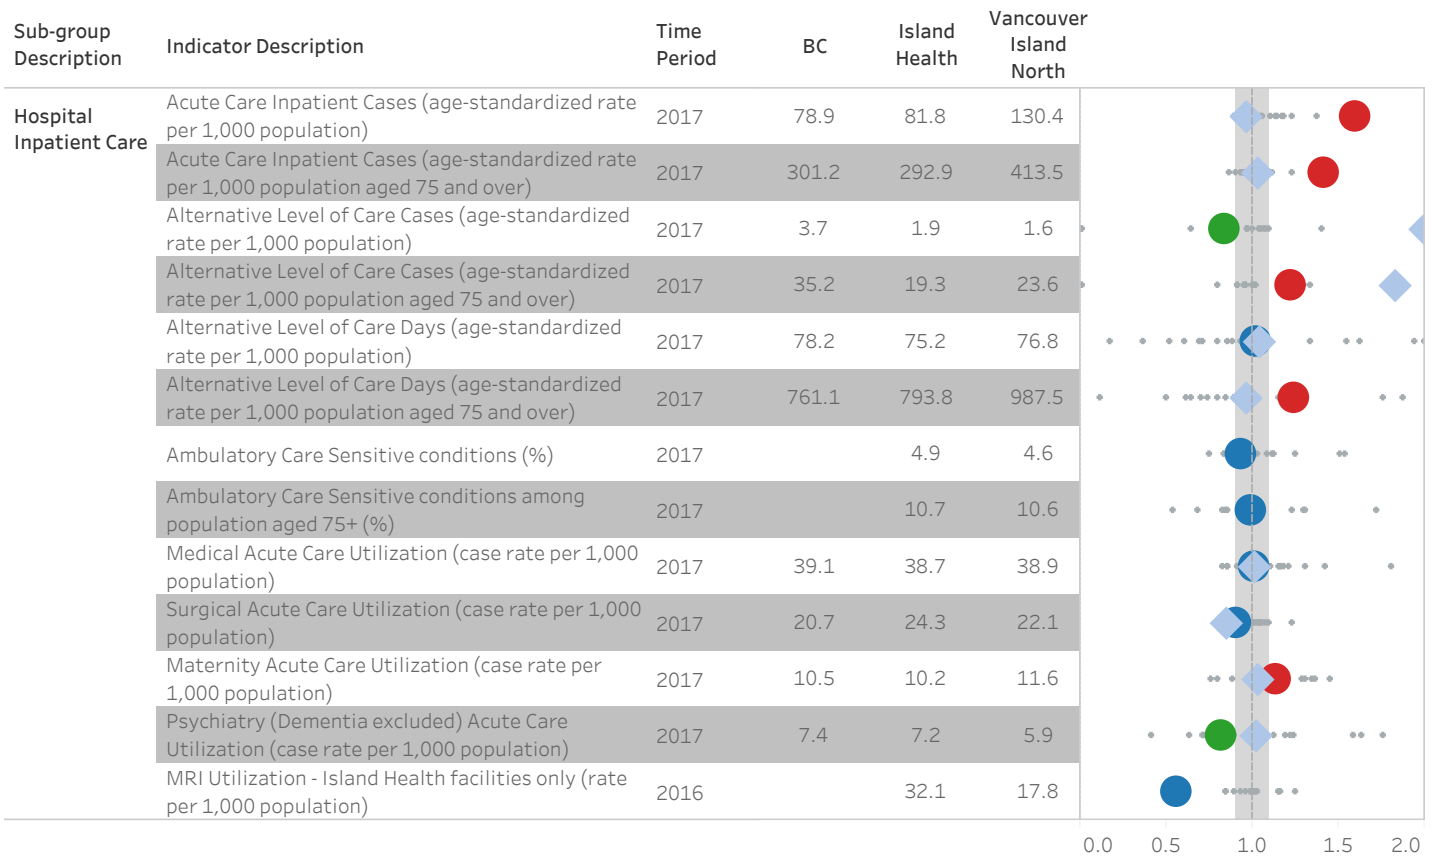 Sub-group Description
Indicator Description
Time Period
BC
Island Health
Vancouver Island North
Hospital Inpatient Care
Acute Care Inpatient Cases (age-standardized rate
per 1,000 population)
2017 78.9 81.8 130.4
Acute Care Inpatient Cases (age-standardized rate
per 1,000 population aged 75 and over)
2017 301.2 292.9 413.5
Alternative Level of Care Cases (age-standardized
rate per 1,000 population)
2017 3.7 1.9 1.6
Alternative Level of Care Cases (age-standardized
rate per 1,000 population aged 75 and over)
2017 35.2 19.3 23.6
Alternative Level of Care Days (age-standardized
rate per 1,000 population)
2017 78.2 75.2 76.8
Alternative Level of Care Days (age-standardized
rate per 1,000 population aged 75 and over)
2017 761.1 793.8 987.5
Ambulatory Care Sensitive conditions (%)
2017 4.9 4.6
Ambulatory Care Sensitive conditions among
population aged 75+ (%)
2017 10.7 10.6
Medical Acute Care Utilization (case rate per 1,000
population)
2017 39.1 38.7 38.9
Surgical Acute Care Utilization (case rate per 1,000
population)
2017 20.7 24.3 22.1
Maternity Acute Care Utilization (case rate per
1,000 population)
2017 10.5 10.2 11.6
Psychiatry (Dementia excluded) Acute Care
Utilization (case rate per 1,000 population)
2017 7.4 7.2 5.9
MRI Utilization - Island Health facilities only (rate
per 1,000 population)
2016 32.1 17.8
0.0 0.5 1.0 1.5 2.0